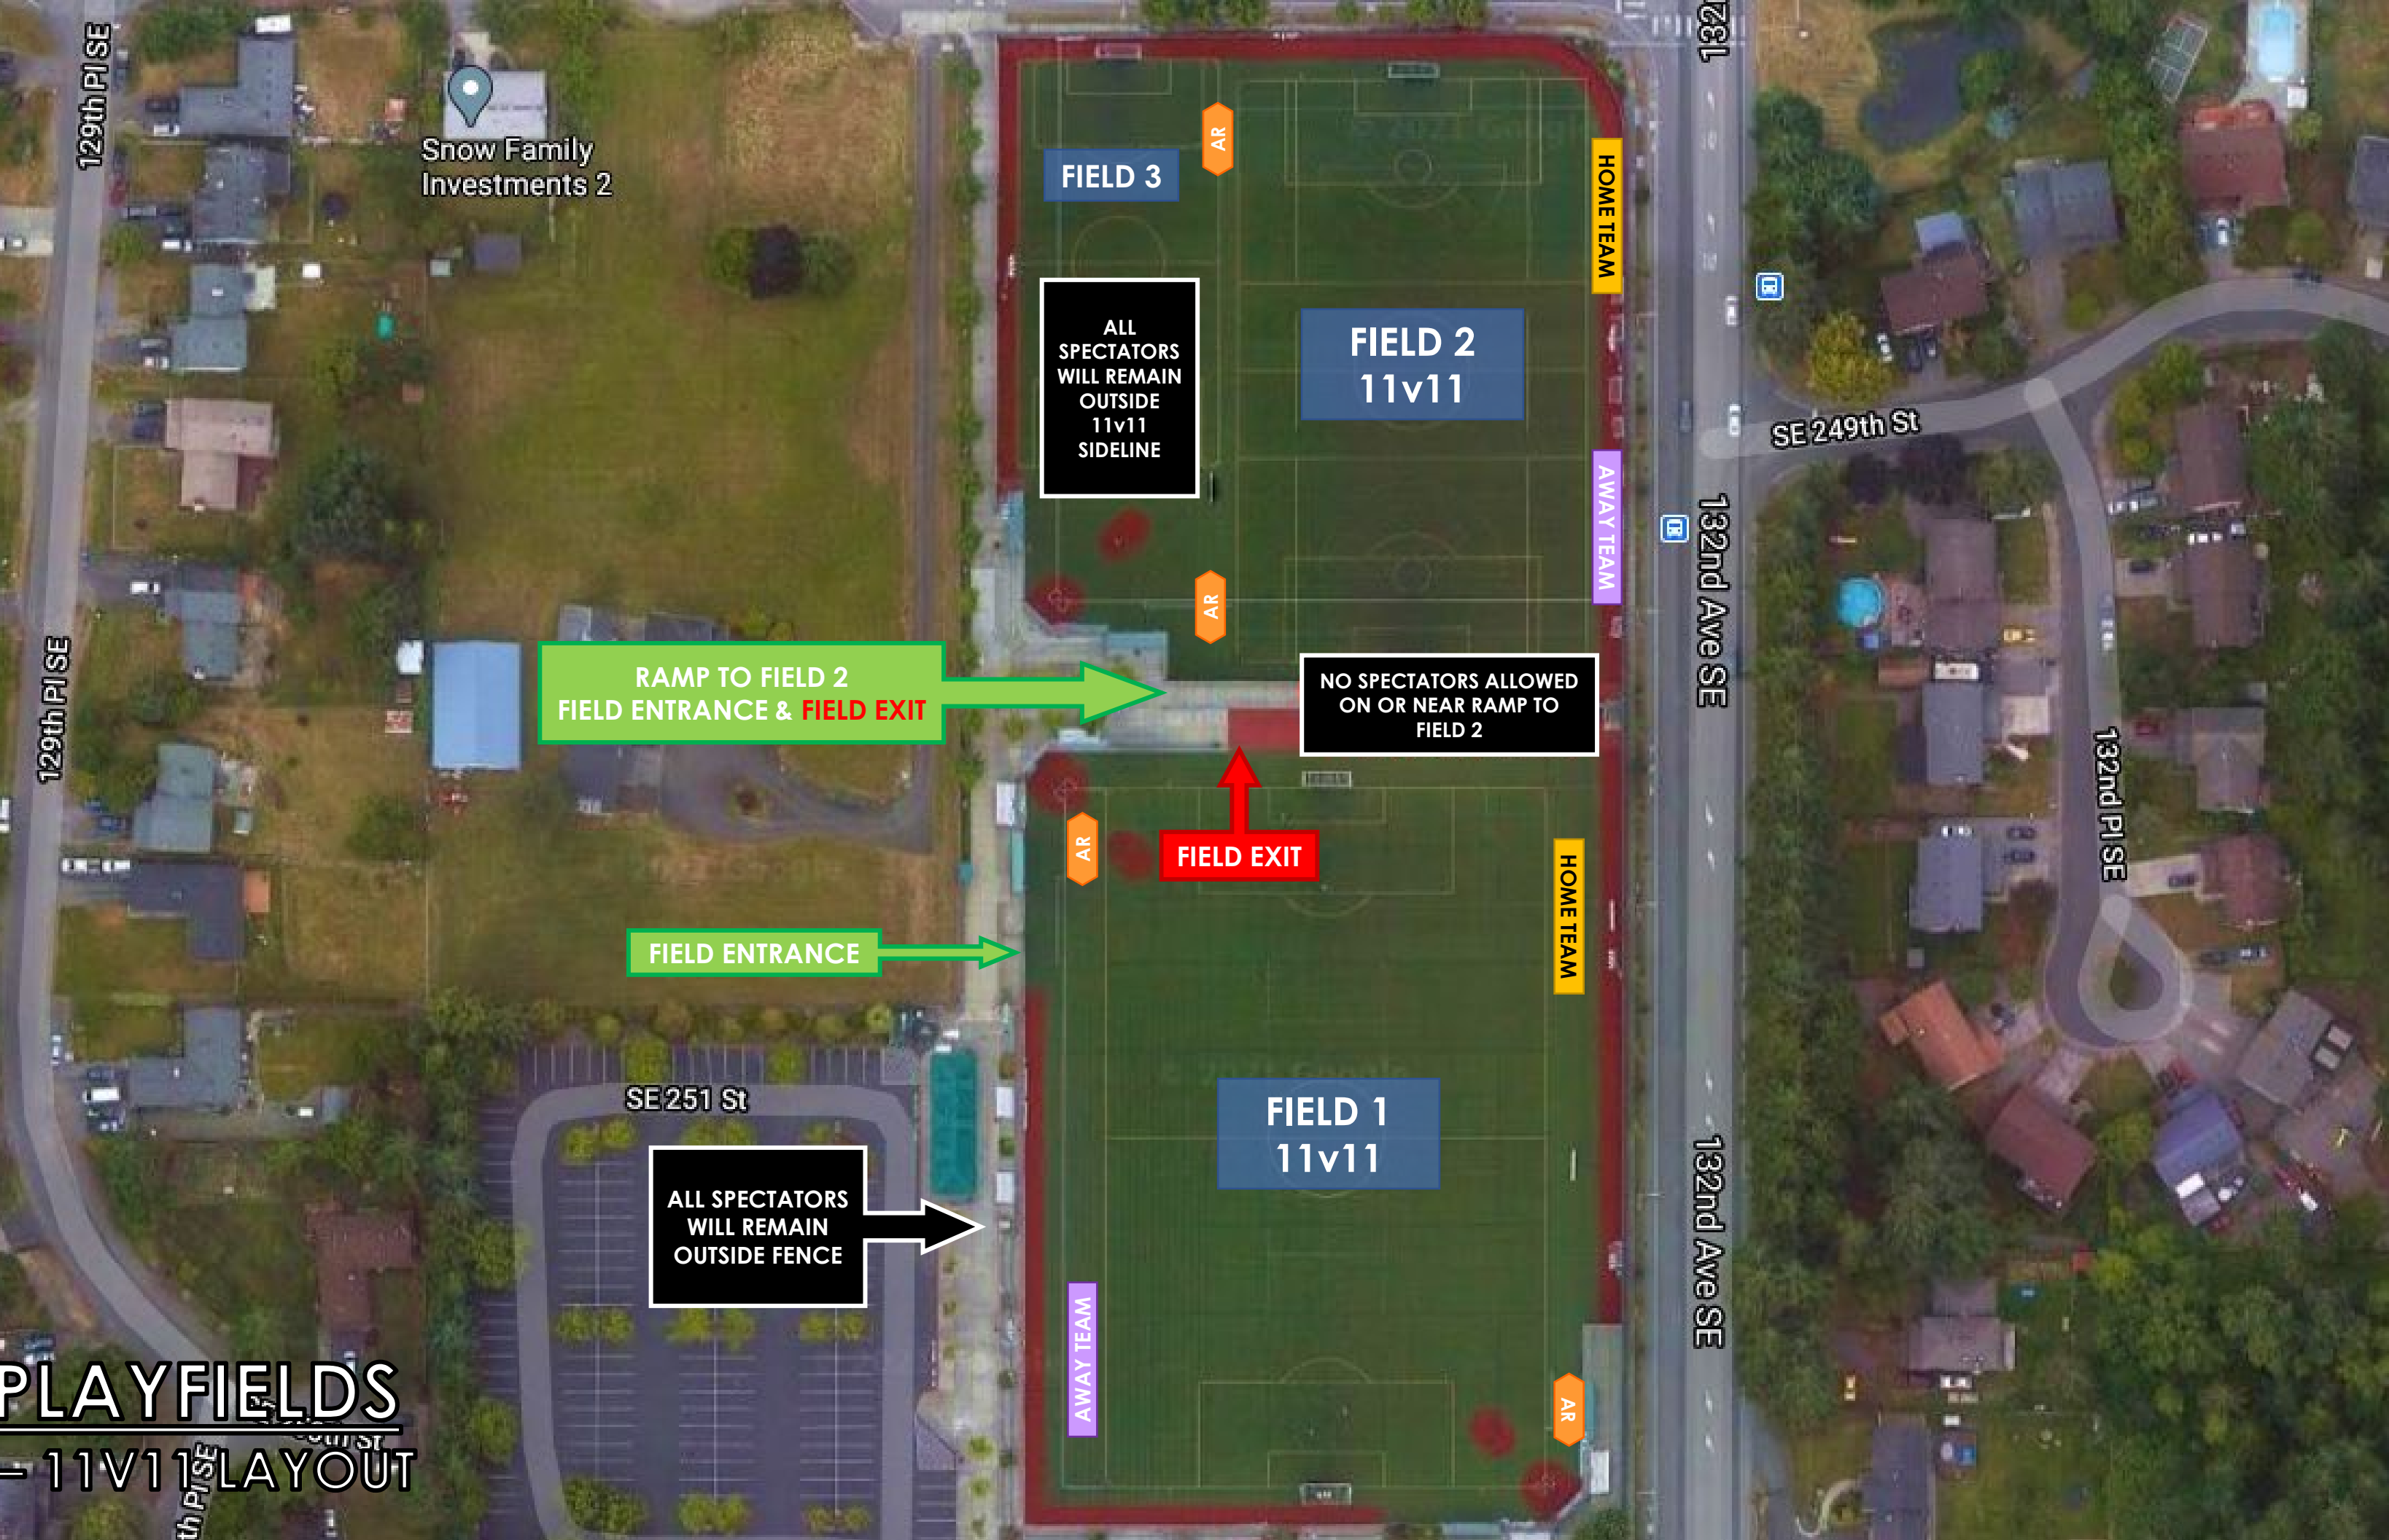 129th Pl SE
Snow Family
Investments 2
FIELD 3
AR
HOME TEAM
ALL
SPECTATORS
WILL REMAIN
OUTSIDE
11v11
SIDELINE
FIELD 2
11v11
SE 249th St
AWAY TEAM
132nd Ave SE
AR
129th Pl SE
RAMP TO FIELD 2
FIELD ENTRANCE & FIELD EXIT
NO SPECTATORS ALLOWED
ON OR NEAR RAMP TO
FIELD 2
132nd Pl SE
AR
FIELD EXIT
HOME TEAM
FIELD ENTRANCE
SE 251 St
FIELD 1
11v11
ALL SPECTATORS
WILL REMAIN
OUTSIDE FENCE
132nd Ave SE
AWAY TEAM
AR
PLAYFIELDS
– 11V11 LAYOUT
th Pl SE